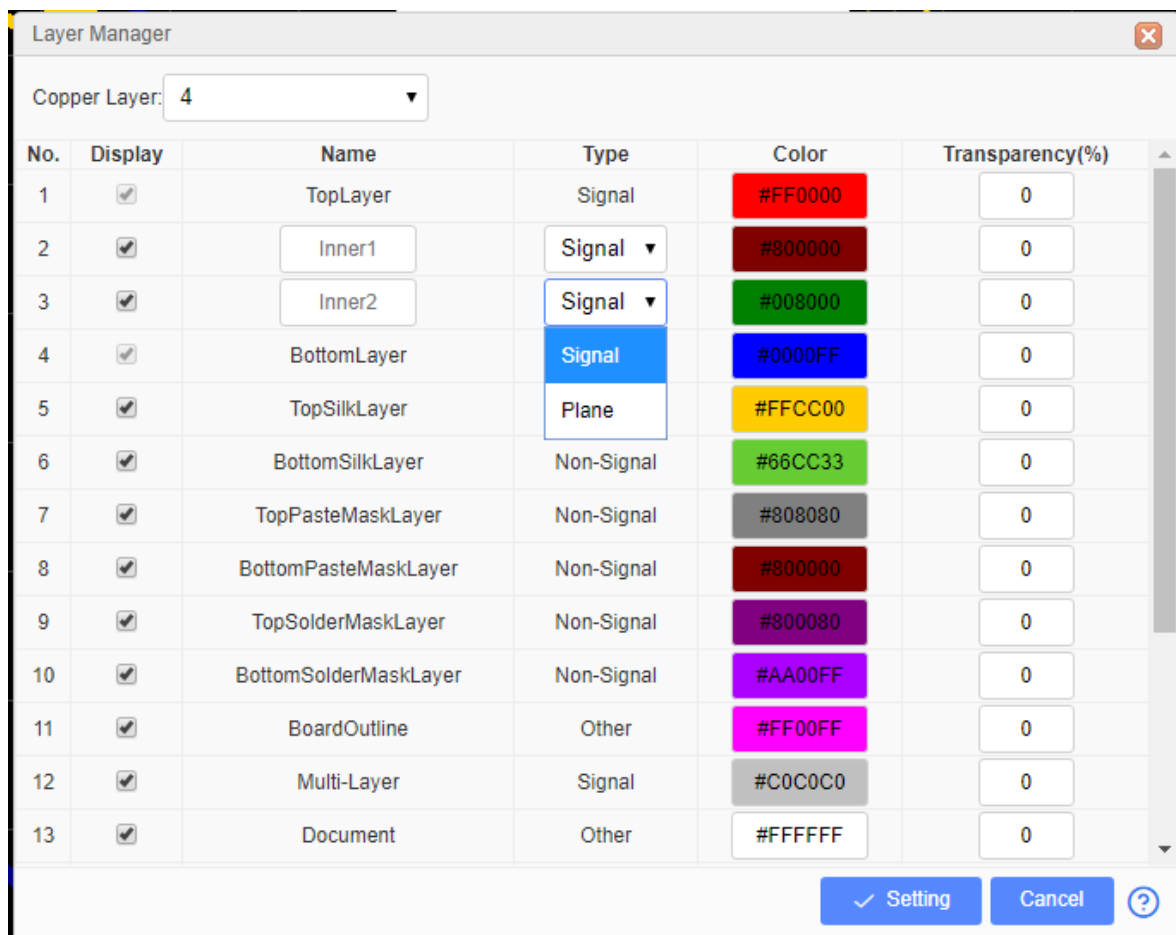 Layer Manager
Copper Layer: 4
No. Display Name Type Color Transparency(%)
1 TopLayer Signal #FF0000 0
2 Inner1 Signal #800000 0
3 Inner2 Signal #008000 0
4 BottomLayer Signal #0000FF 0
5 TopSilkLayer Plane #FFCC00 0
6 BottomSilkLayer Non-Signal #66CC33 0
7 TopPasteMaskLayer Non-Signal #808080 0
8 BottomPasteMaskLayer Non-Signal #800000 0
9 TopSolderMaskLayer Non-Signal #800080 0
10 BottomSolderMaskLayer Non-Signal #AA00FF 0
11 BoardOutline Other #FF00FF 0
12 Multi-Layer Signal #C0C0C0 0
13 Document Other #FFFFFF 0
Setting Cancel ?